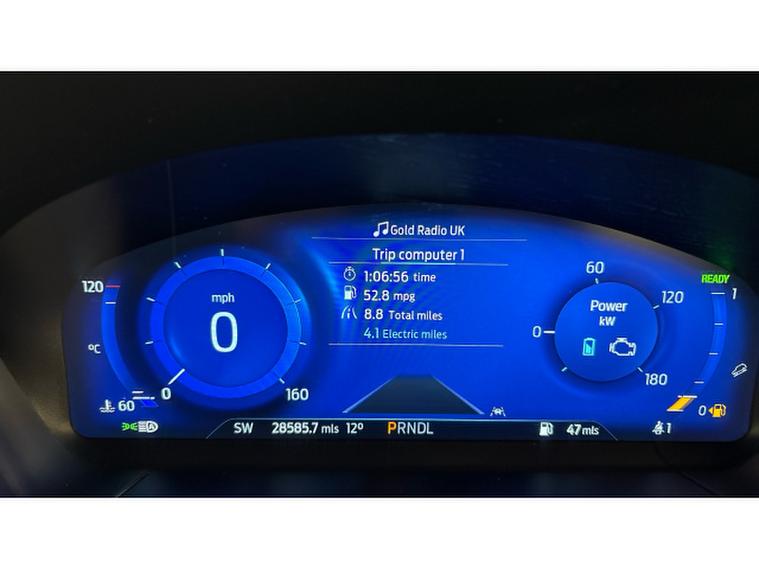 Gold Radio UK
Trip computer 1
1:06:56 time
52.8 mpg
8.8 Total miles
4.1 Electric miles
120
°C
60
mph
0
0
160
60
0
120
180
Power
kW
READY
1
0
A
SW 28585.7 mls 12° PRNDL 47 mls 1